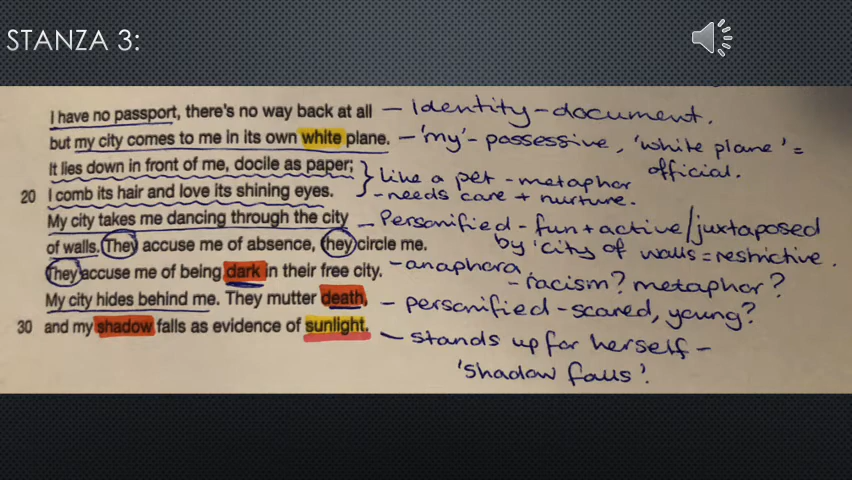 STANZA 3:
I have no passport, there's no way back at all – Identity – document.
but my city comes to me in its own white plane. – 'my' – possessive, 'white plane' =
official.
It lies down in front of me, docile as paper; } Like a pet – metaphor
20 I comb its hair and love its shining eyes. – needs care + nurture.
My city takes me dancing through the city – Personified – fun + active/juxtaposed
of walls. They accuse me of absence, they circle me. by 'city of walls = restrictive.
They accuse me of being dark in their free city. – anaphora
– racism? metaphor?
My city hides behind me. They mutter death, – personified – scared, young?
30 and my shadow falls as evidence of sunlight. – stands up for herself –
'shadow falls'.